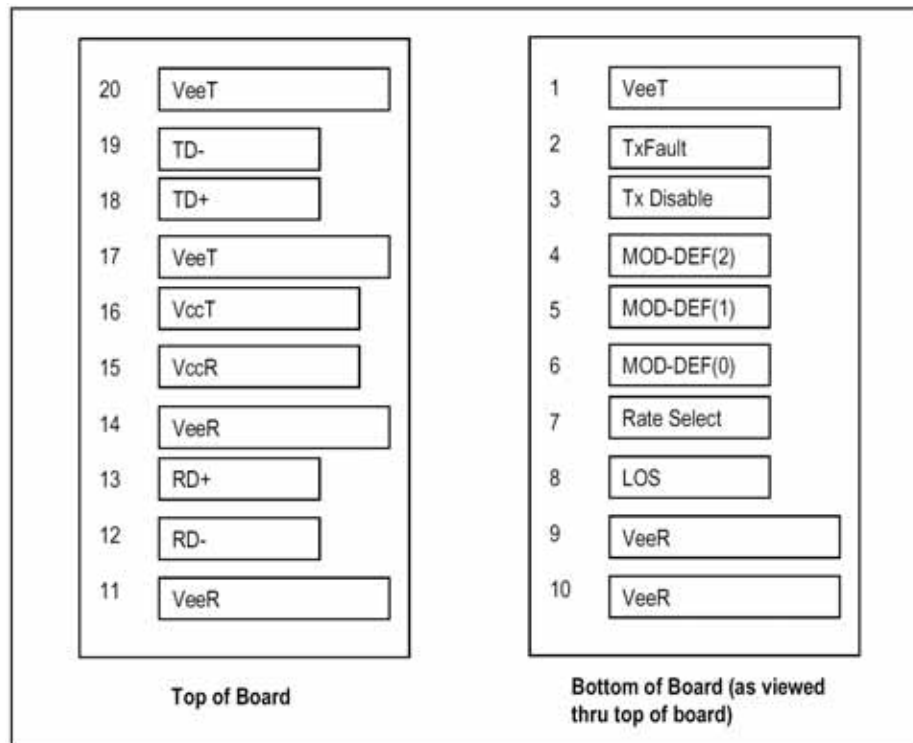 20 VeeT
19 TD-
18 TD+
17 VeeT
16 VccT
15 VccR
14 VeeR
13 RD+
12 RD-
11 VeeR
Top of Board
1 VeeT
2 TxFault
3 Tx Disable
4 MOD-DEF(2)
5 MOD-DEF(1)
6 MOD-DEF(0)
7 Rate Select
8 LOS
9 VeeR
10 VeeR
Bottom of Board (as viewed
thru top of board)